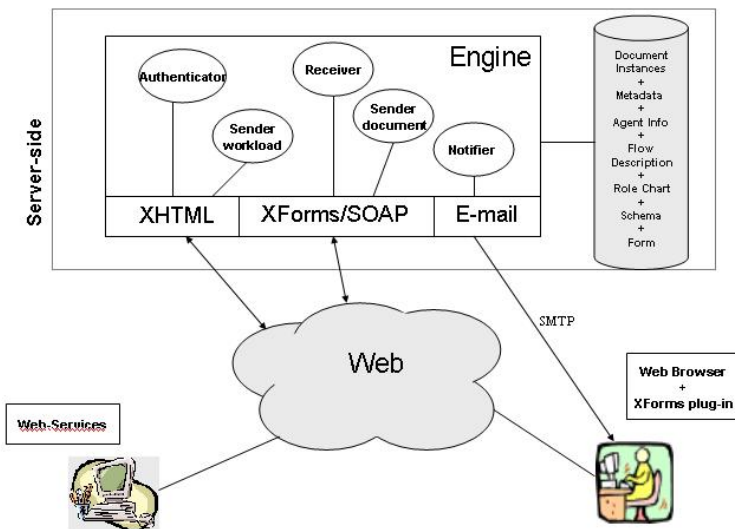 Server-side
Engine
Authenticator
Receiver
Sender
workload
Sender
document
Notifier
XHTML
XForms/SOAP
E-mail
Document
Instances
+
Metadata
+
Agent Info
+
Flow
Description
+
Role Chart
+
Schema
+
Form
SMTP
Web
Web-Services
Web Browser
+
XForms plug-in